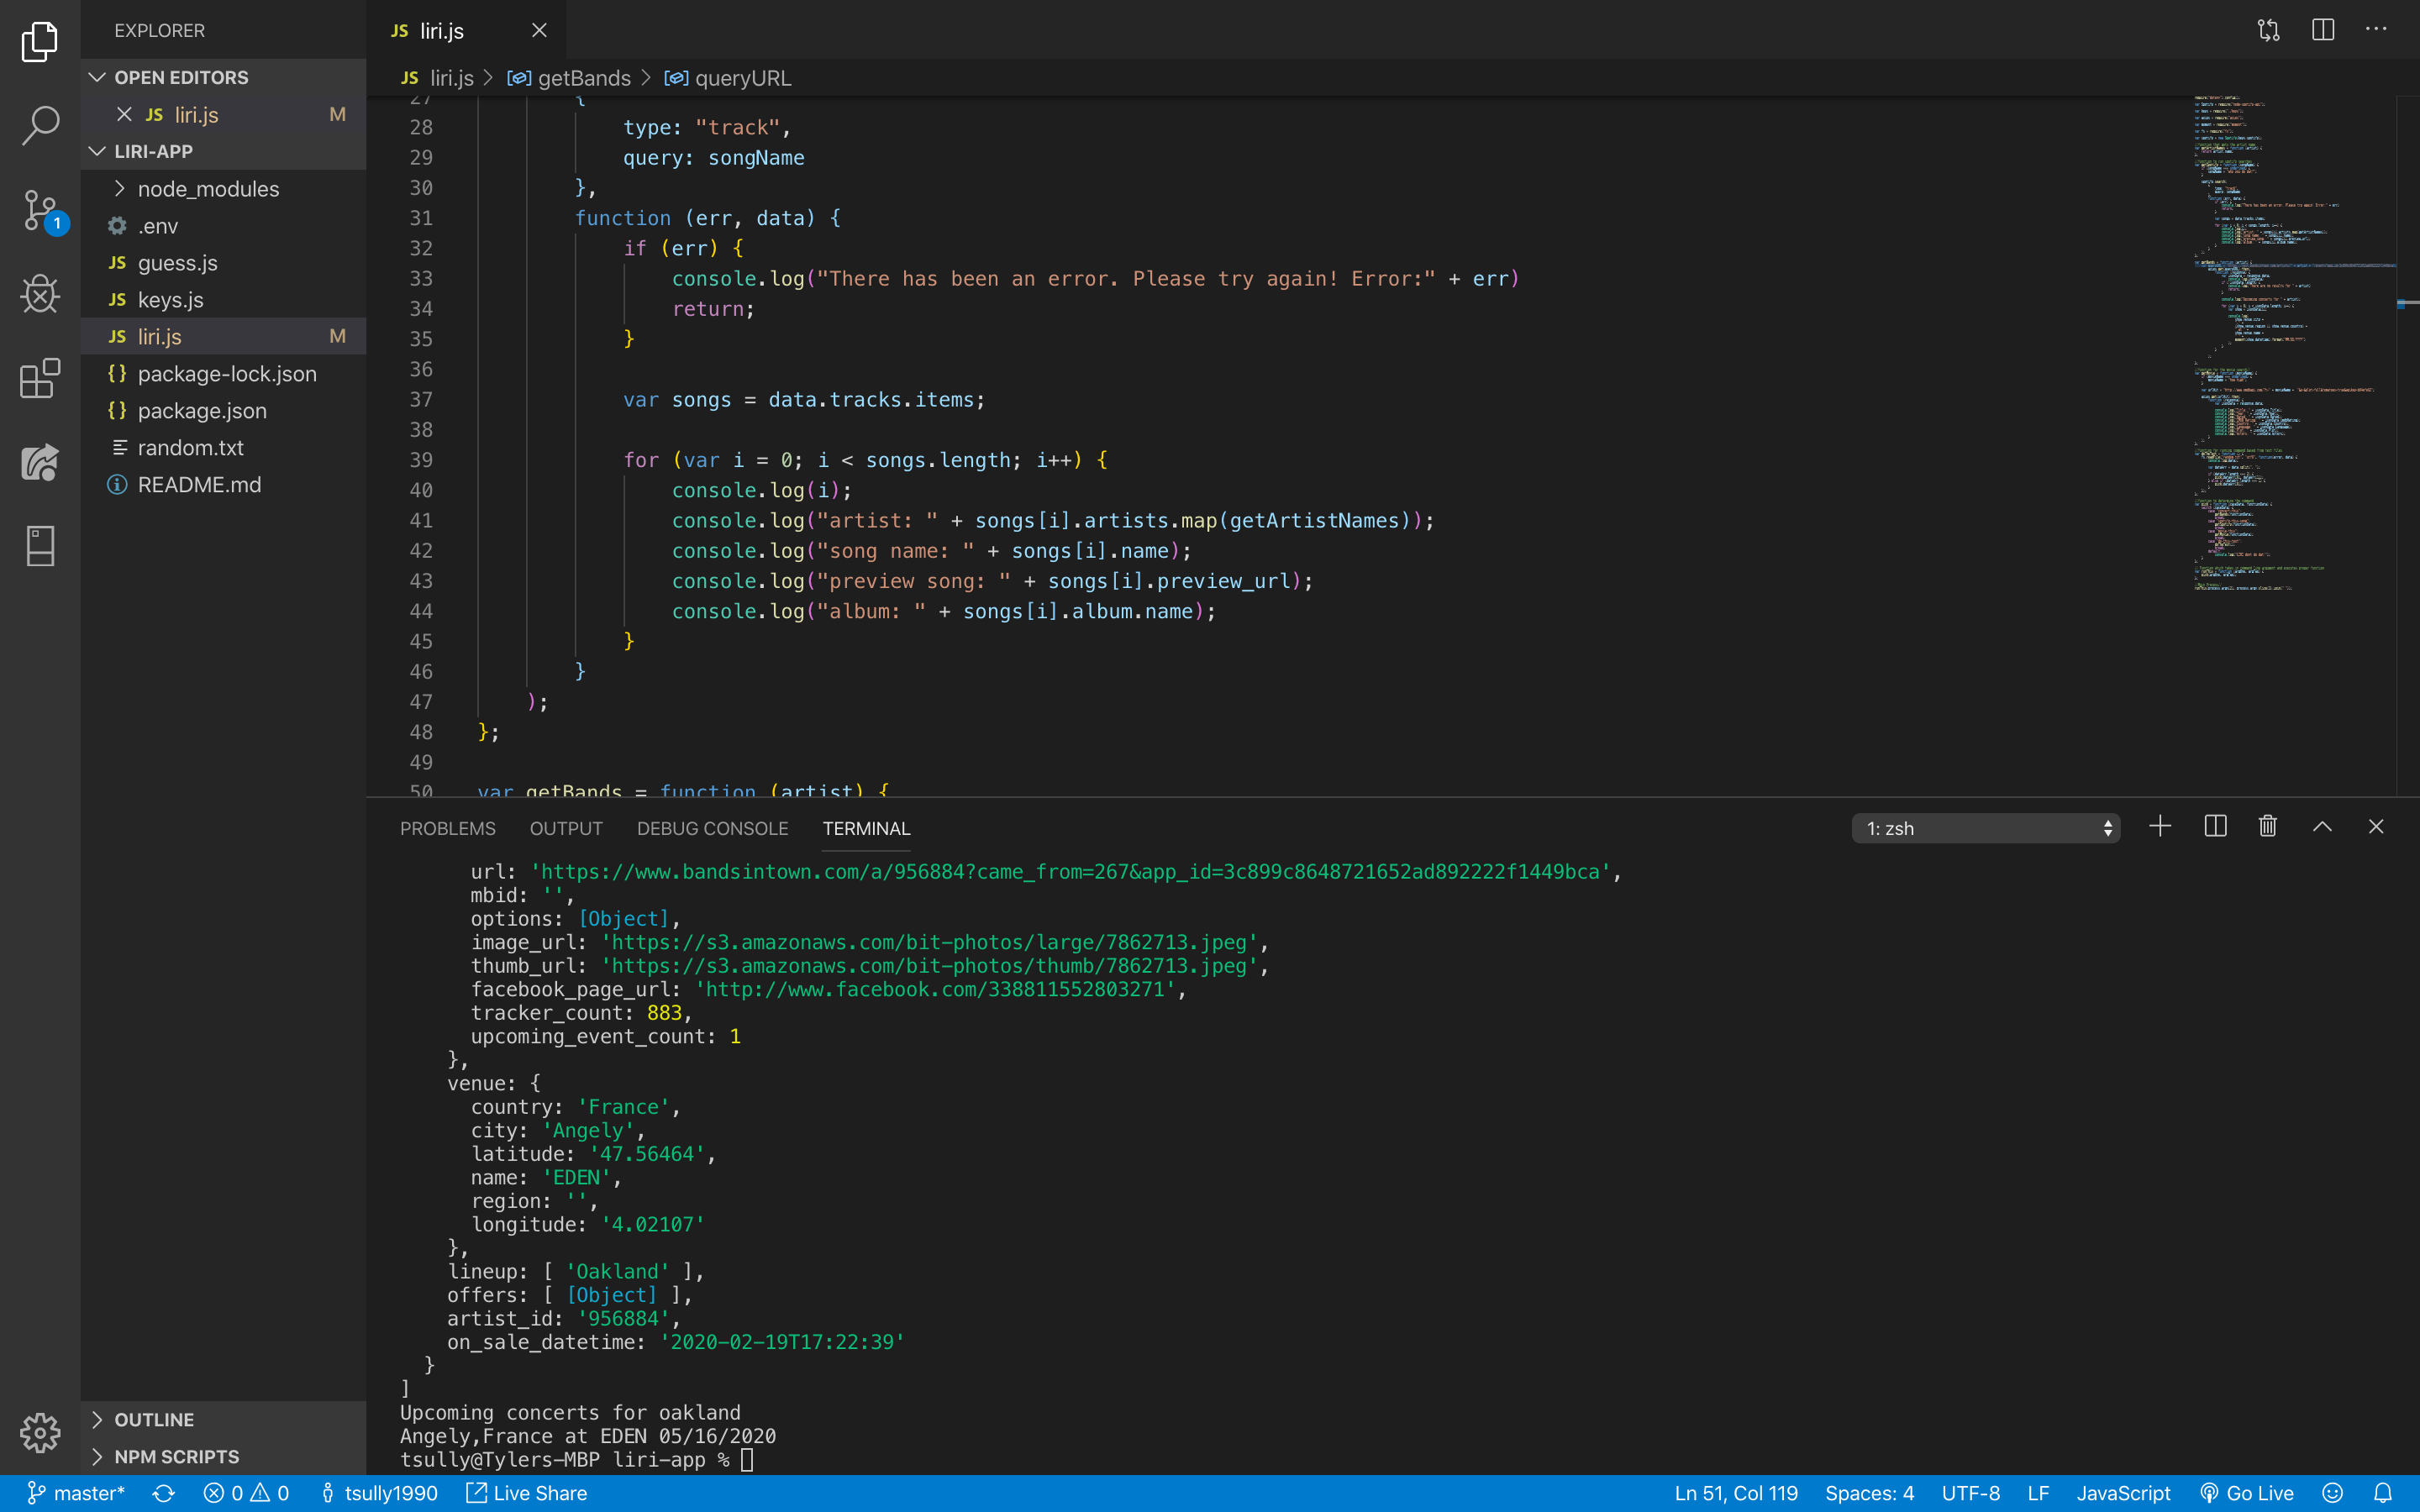 EXPLORER
OPEN EDITORS
JS liri.js M
LIRI-APP
node_modules
.env
JS guess.js
JS keys.js
JS liri.js M
{} package-lock.json
{} package.json
random.txt
README.md
OUTLINE
NPM SCRIPTS
1
JS liri.js
JS liri.js > getBands > queryURL
27 {
28 type: "track",
29 query: songName
30 },
31 function (err, data) {
32 if (err) {
33 console.log("There has been an error. Please try again! Error:" + err)
34 return;
35 }
36
37 var songs = data.tracks.items;
38
39 for (var i = 0; i < songs.length; i++) {
40 console.log(i);
41 console.log("artist: " + songs[i].artists.map(getArtistNames));
42 console.log("song name: " + songs[i].name);
43 console.log("preview song: " + songs[i].preview_url);
44 console.log("album: " + songs[i].album.name);
45 }
46 }
47 );
48 };
49
50 var getBands = function (artist) {
PROBLEMS OUTPUT DEBUG CONSOLE TERMINAL 1: zsh
url: 'https://www.bandsintown.com/a/956884?came_from=267&app_id=3c899c8648721652ad892222f1449bca',
mbid: '',
options: [Object],
image_url: 'https://s3.amazonaws.com/bit-photos/large/7862713.jpeg',
thumb_url: 'https://s3.amazonaws.com/bit-photos/thumb/7862713.jpeg',
facebook_page_url: 'http://www.facebook.com/338811552803271',
tracker_count: 883,
upcoming_event_count: 1
},
venue: {
country: 'France',
city: 'Angely',
latitude: '47.56464',
name: 'EDEN',
region: '',
longitude: '4.02107'
},
lineup: [ 'Oakland' ],
offers: [ [Object] ],
artist_id: '956884',
on_sale_datetime: '2020-02-19T17:22:39'
}
]
Upcoming concerts for oakland
Angely,France at EDEN 05/16/2020
tsully@Tylers-MBP liri-app %
master* 0 0 tsully1990 Live Share Ln 51, Col 119 Spaces: 4 UTF-8 LF JavaScript Go Live